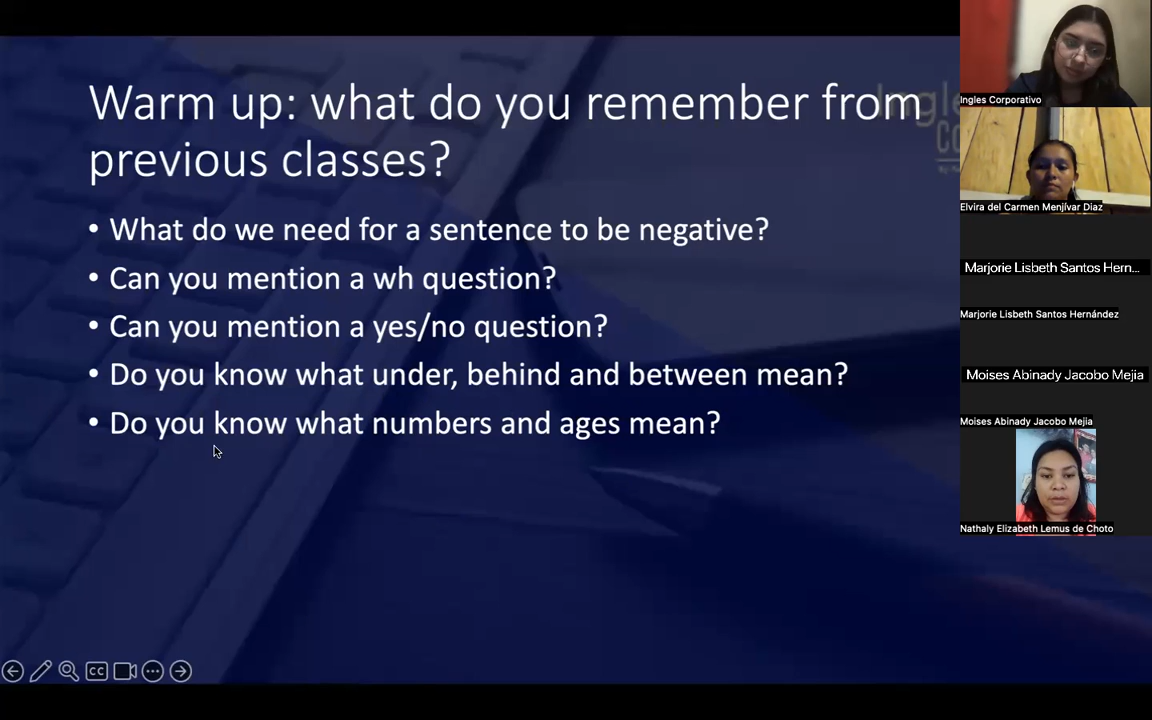 Warm up: what do you remember from
previous classes?
• What do we need for a sentence to be negative?
• Can you mention a wh question?
• Can you mention a yes/no question?
• Do you know what under, behind and between mean?
• Do you know what numbers and ages mean?
Ingles Corporativo
Elvira del Carmen Menjívar Diaz
Marjorie Lisbeth Santos Hern...
Marjorie Lisbeth Santos Hernández
Moises Abinady Jacobo Mejia
Moises Abinady Jacobo Mejia
Nathaly Elizabeth Lemus de Choto
CC